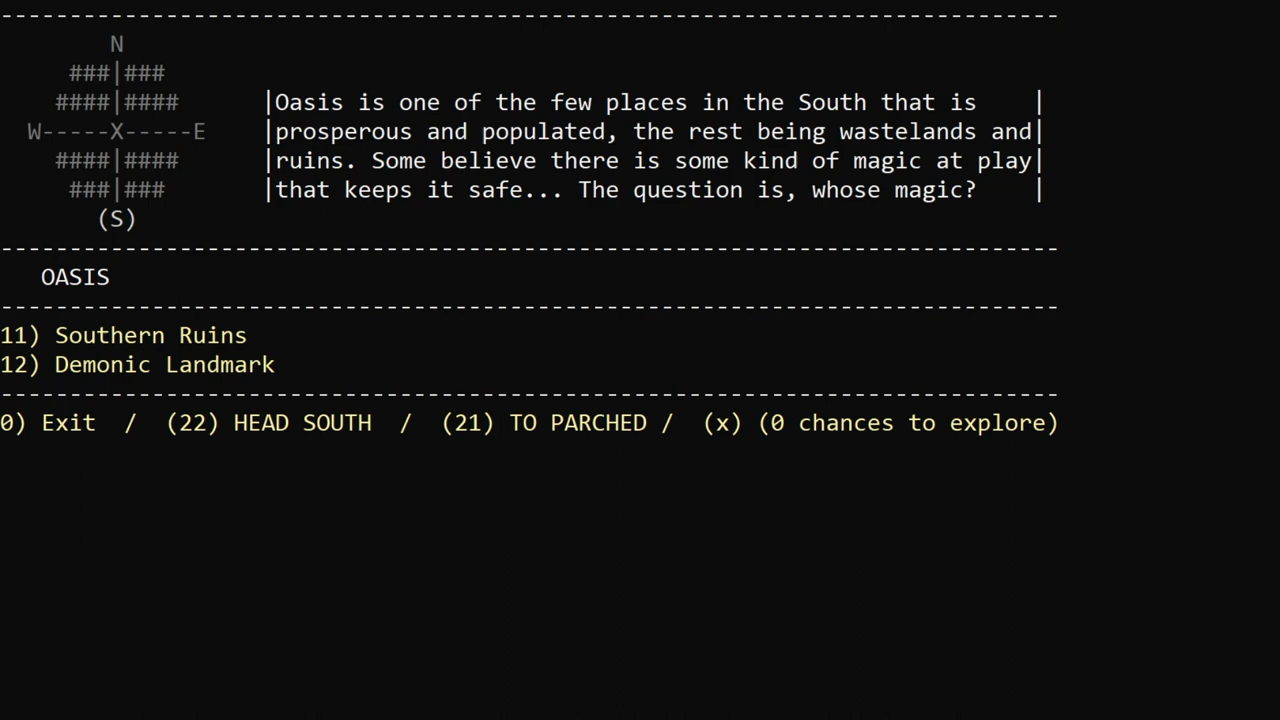 -----------------------------------------------------------------------------
N
###|###
####|####
|Oasis is one of the few places in the South that is    |
W-----X-----E
|prosperous and populated, the rest being wastelands and|
####|####
|ruins. Some believe there is some kind of magic at play|
###|###
|that keeps it safe... The question is, whose magic?    |
(S)
-----------------------------------------------------------------------------
OASIS
-----------------------------------------------------------------------------
11) Southern Ruins
12) Demonic Landmark
-----------------------------------------------------------------------------
0) Exit  /  (22) HEAD SOUTH  /  (21) TO PARCHED /  (x) (0 chances to explore)